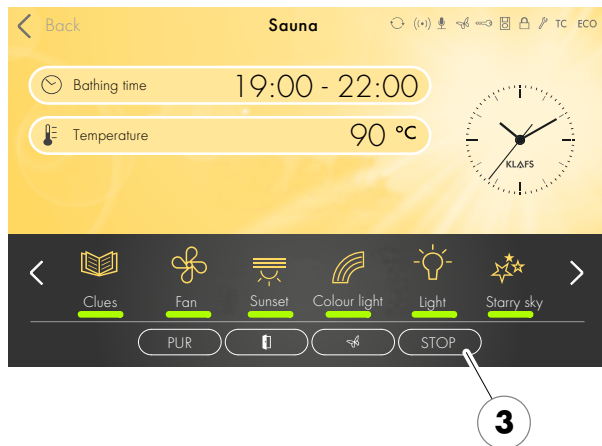 Back Sauna TC ECO
Bathing time 19:00 - 22:00
Temperature 90 °C
KLAFS
Clues Fan Sunset Colour light Light Starry sky
PUR STOP
3